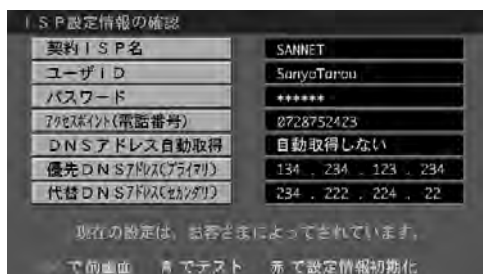 ISP設定情報の確認
契約ISP名 SANNET
ユーザID SanyoTarou
パスワード ******
アクセスポイント(電話番号) 0728752423
DNSアドレス自動取得 自動取得しない
優先DNSアドレス(プライマリ) 134 . 234 . 123 . 234
代替DNSアドレス(セカンダリ) 234 . 222 . 224 . 22
現在の設定は、お客さまによってされています。
で前画面 でテスト で設定情報初期化